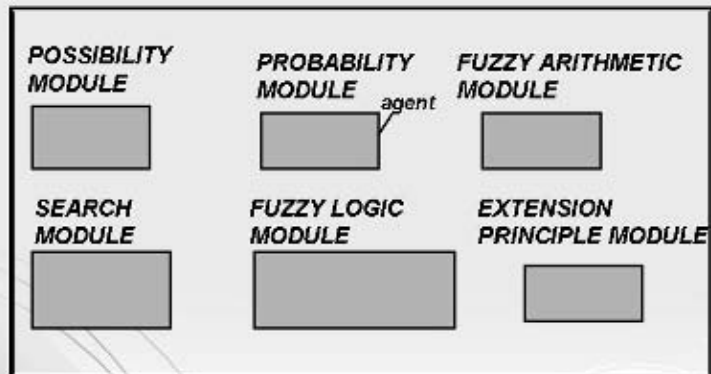 POSSIBILITY
MODULE
PROBABILITY
MODULE
agent
FUZZY ARITHMETIC
MODULE
SEARCH
MODULE
FUZZY LOGIC
MODULE
EXTENSION
PRINCIPLE MODULE